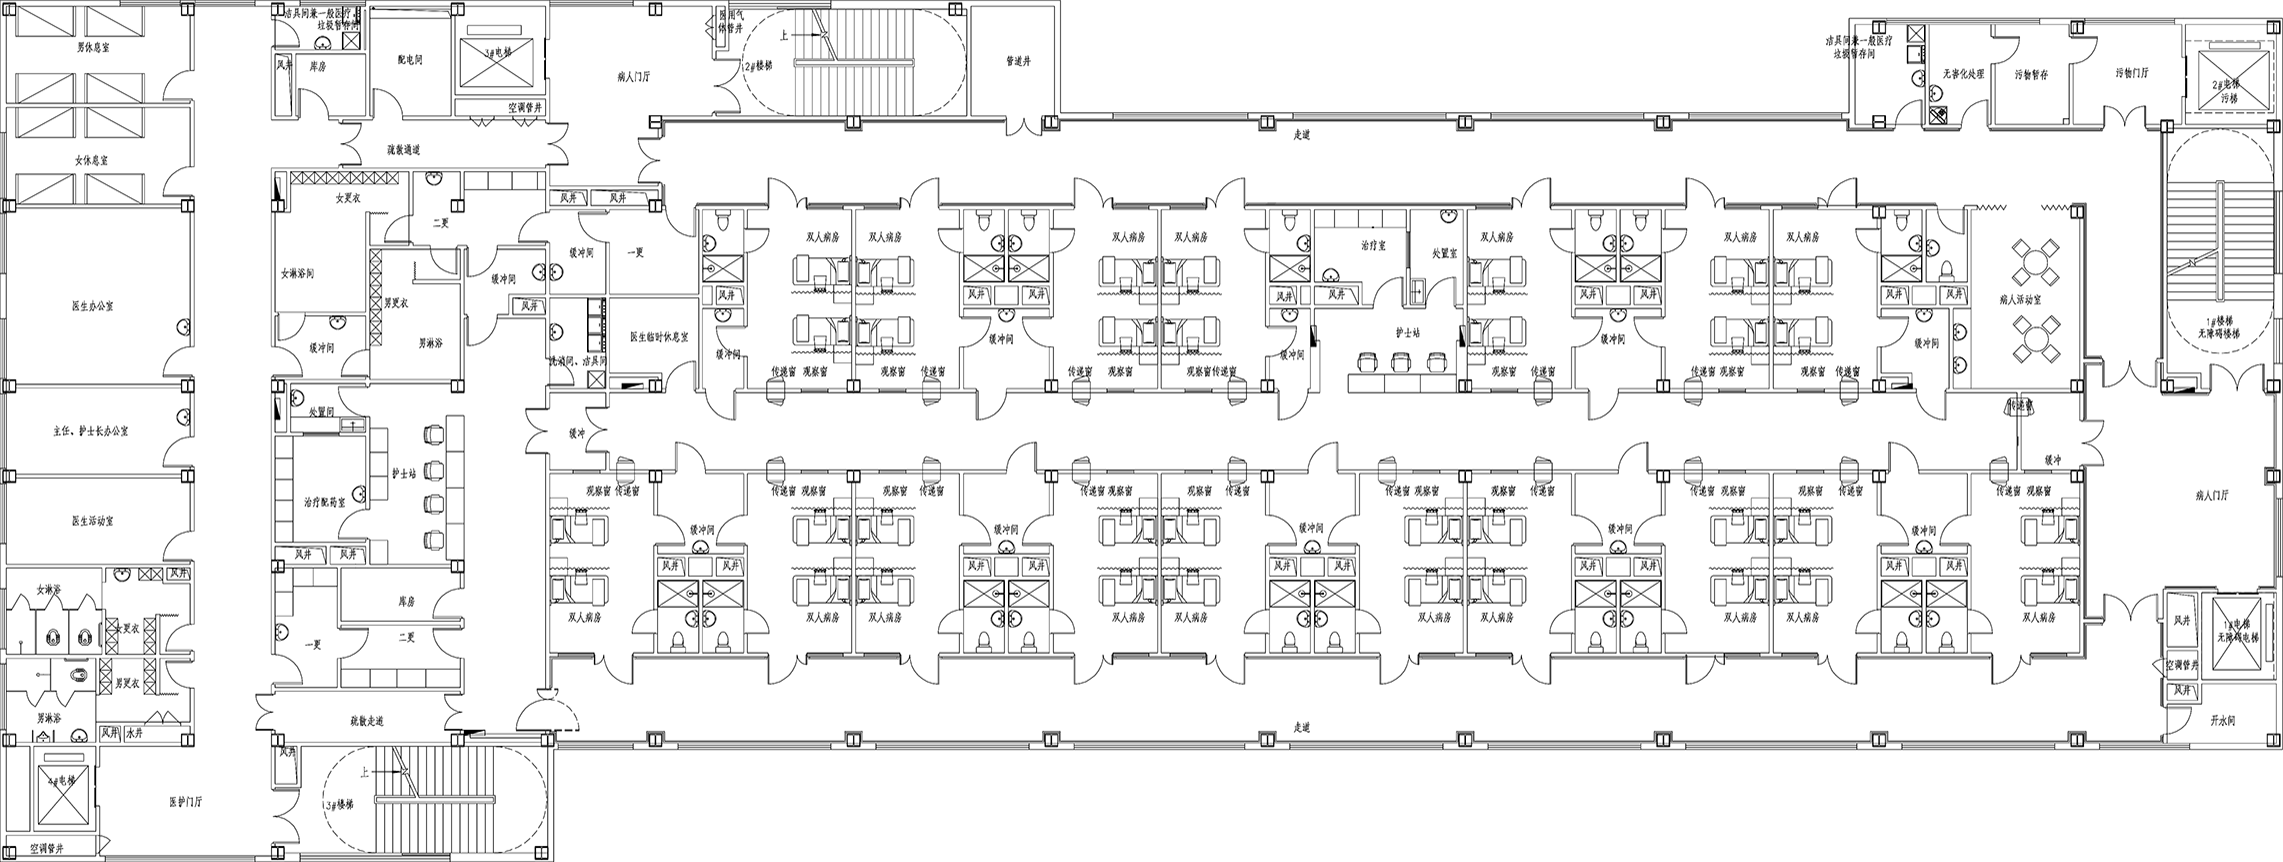 洁具间兼一般医疗
垃圾暂存间
医用气
体管井
男休息室
风井
库房
配电间
3#电梯
病人门厅
上
2#楼梯
管道井
空调管井
洁具间兼一般医疗
垃圾暂存间
无害化处理
污物暂存
污物门厅
2#电梯
污梯
走道
疏散通道
女休息室
女更衣
二更
风井
风井
缓冲间
一更
女淋浴间
缓冲间
男更衣
风井
医生办公室
缓冲间
男淋浴
洗消间、洁具间
医生临时休息室
双人病房
双人病房
双人病房
双人病房
治疗室
处置室
双人病房
双人病房
双人病房
风井
风井
风井
风井
风井
风井
风井
风井
风井
病人活动室
缓冲间
缓冲间
缓冲间
护士站
缓冲间
缓冲间
1#楼梯
无障碍楼梯
传递窗
观察窗
观察窗
传递窗
传递窗
观察窗
观察窗
传递窗
观察窗
传递窗
传递窗
观察窗
观察窗
传递窗
传递窗
处置间
主任、护士长办公室
缓冲
缓冲
护士站
治疗配药室
观察窗
传递窗
传递窗
观察窗
观察窗
传递窗
传递窗
观察窗
观察窗
传递窗
传递窗
观察窗
观察窗
传递窗
传递窗
观察窗
观察窗
传递窗
传递窗
观察窗
病人门厅
医生活动室
缓冲间
缓冲间
缓冲间
缓冲间
缓冲间
风井
风井
风井
风井
风井
风井
风井
风井
风井
风井
风井
风井
风井
女淋浴
女更衣
库房
二更
一更
双人病房
双人病房
双人病房
双人病房
双人病房
双人病房
双人病房
双人病房
双人病房
双人病房
风井
1#电梯
无障碍电梯
空调管井
风井
男更衣
男淋浴
风井
水井
疏散走道
走道
开水间
风井
4#电梯
医护门厅
上
3#楼梯
空调管井